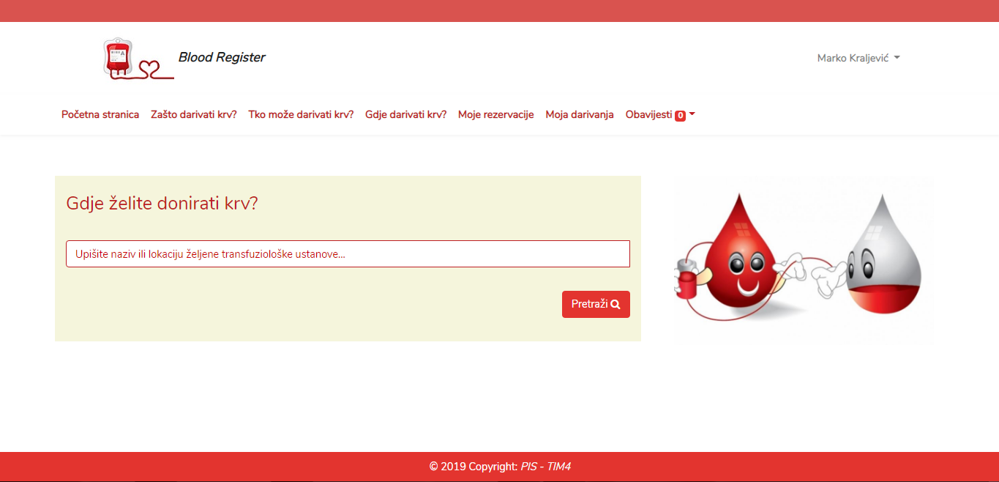 Blood Register
Marko Kraljević
Početna stranica Zašto darivati krv? Tko može darivati krv? Gdje darivati krv? Moje rezervacije Moja darivanja Obavijesti 0
Gdje želite donirati krv?
Upišite naziv ili lokaciju željene transfuziološke ustanove...
Pretraži
© 2019 Copyright: PIS - TIM4